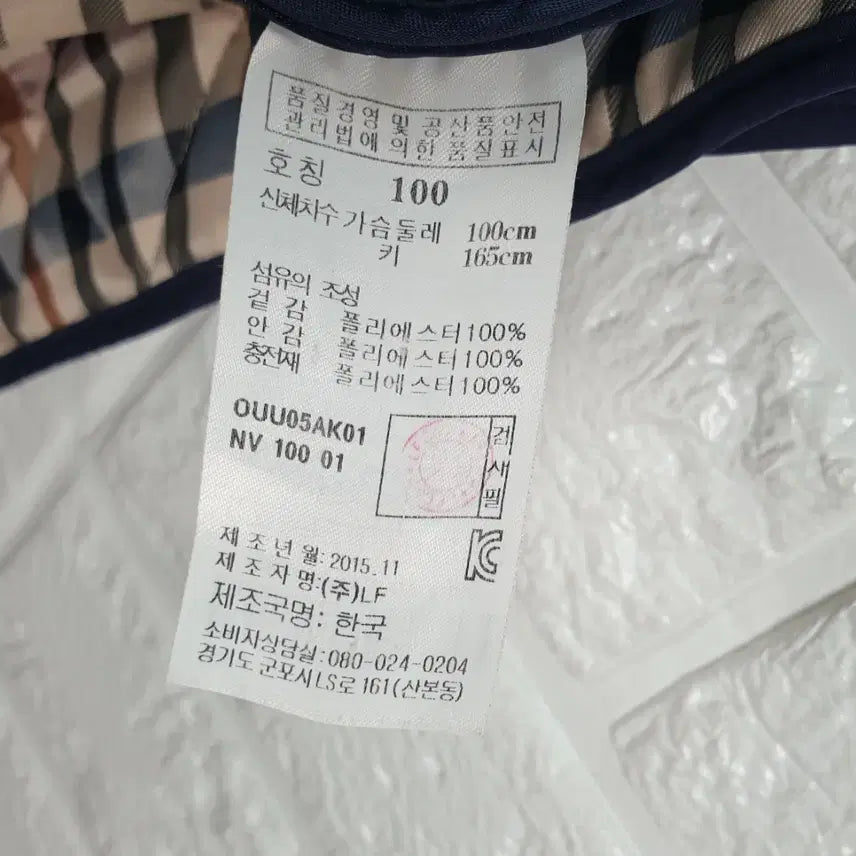 품질경영 및 공산품안전
관리법에 의한 품질표시
호칭 100
신체치수 가슴둘레 100cm
키 165cm
섬유의 조성
겉 감 폴리에스터100%
안 감 폴리에스터100%
충전재 폴리에스터100%
OUU05AK01
NV 100 01
검사필
제 조 년 월: 2015.11
제 조 자 명:(주)LF
제조국명: 한국
소비자상담실:080-024-0204
경기도 군포시LS로 161(산본동)